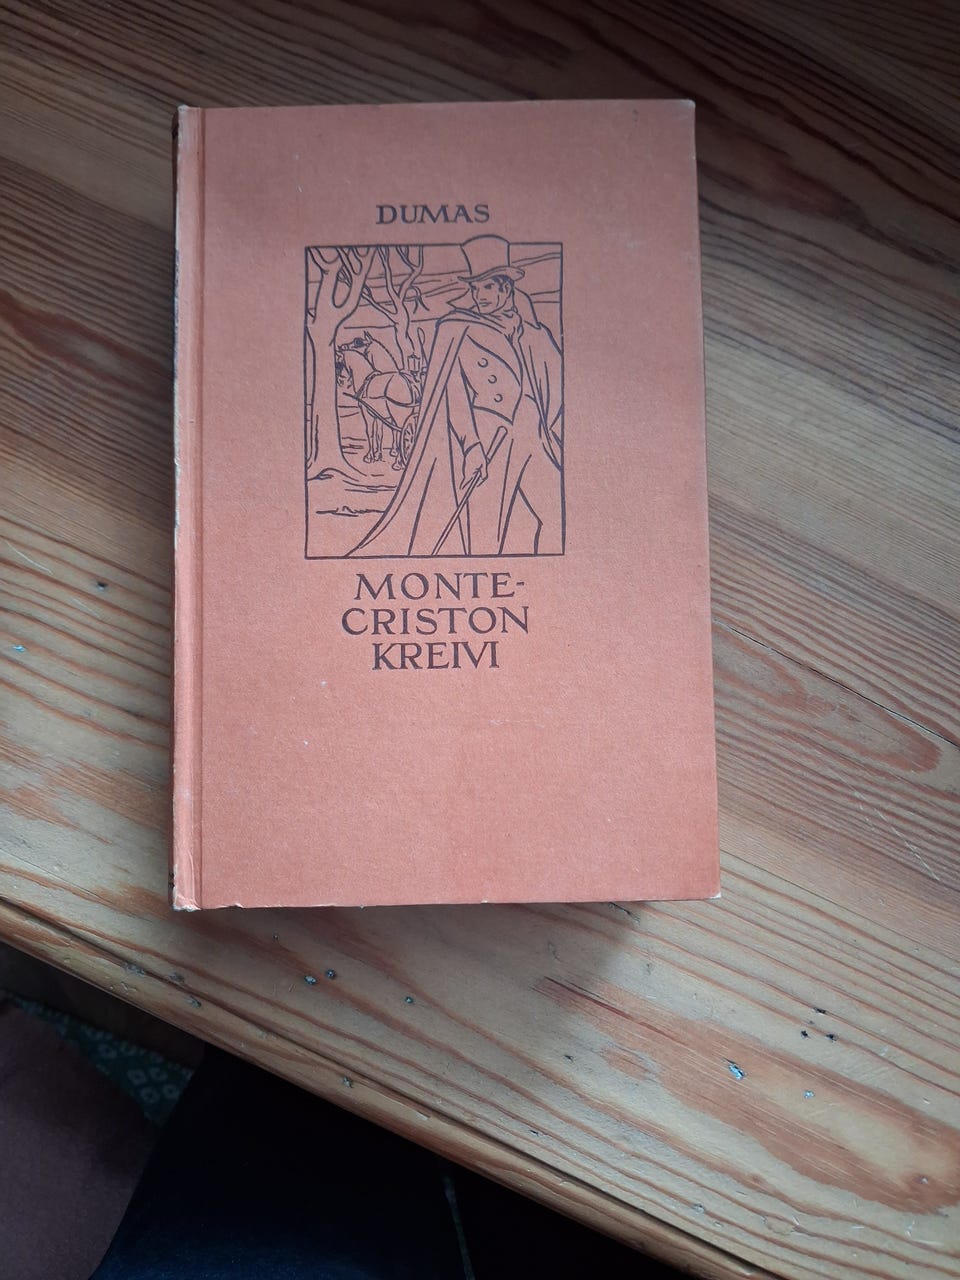 DUMAS
MONTE-
CRISTON
KREIVI